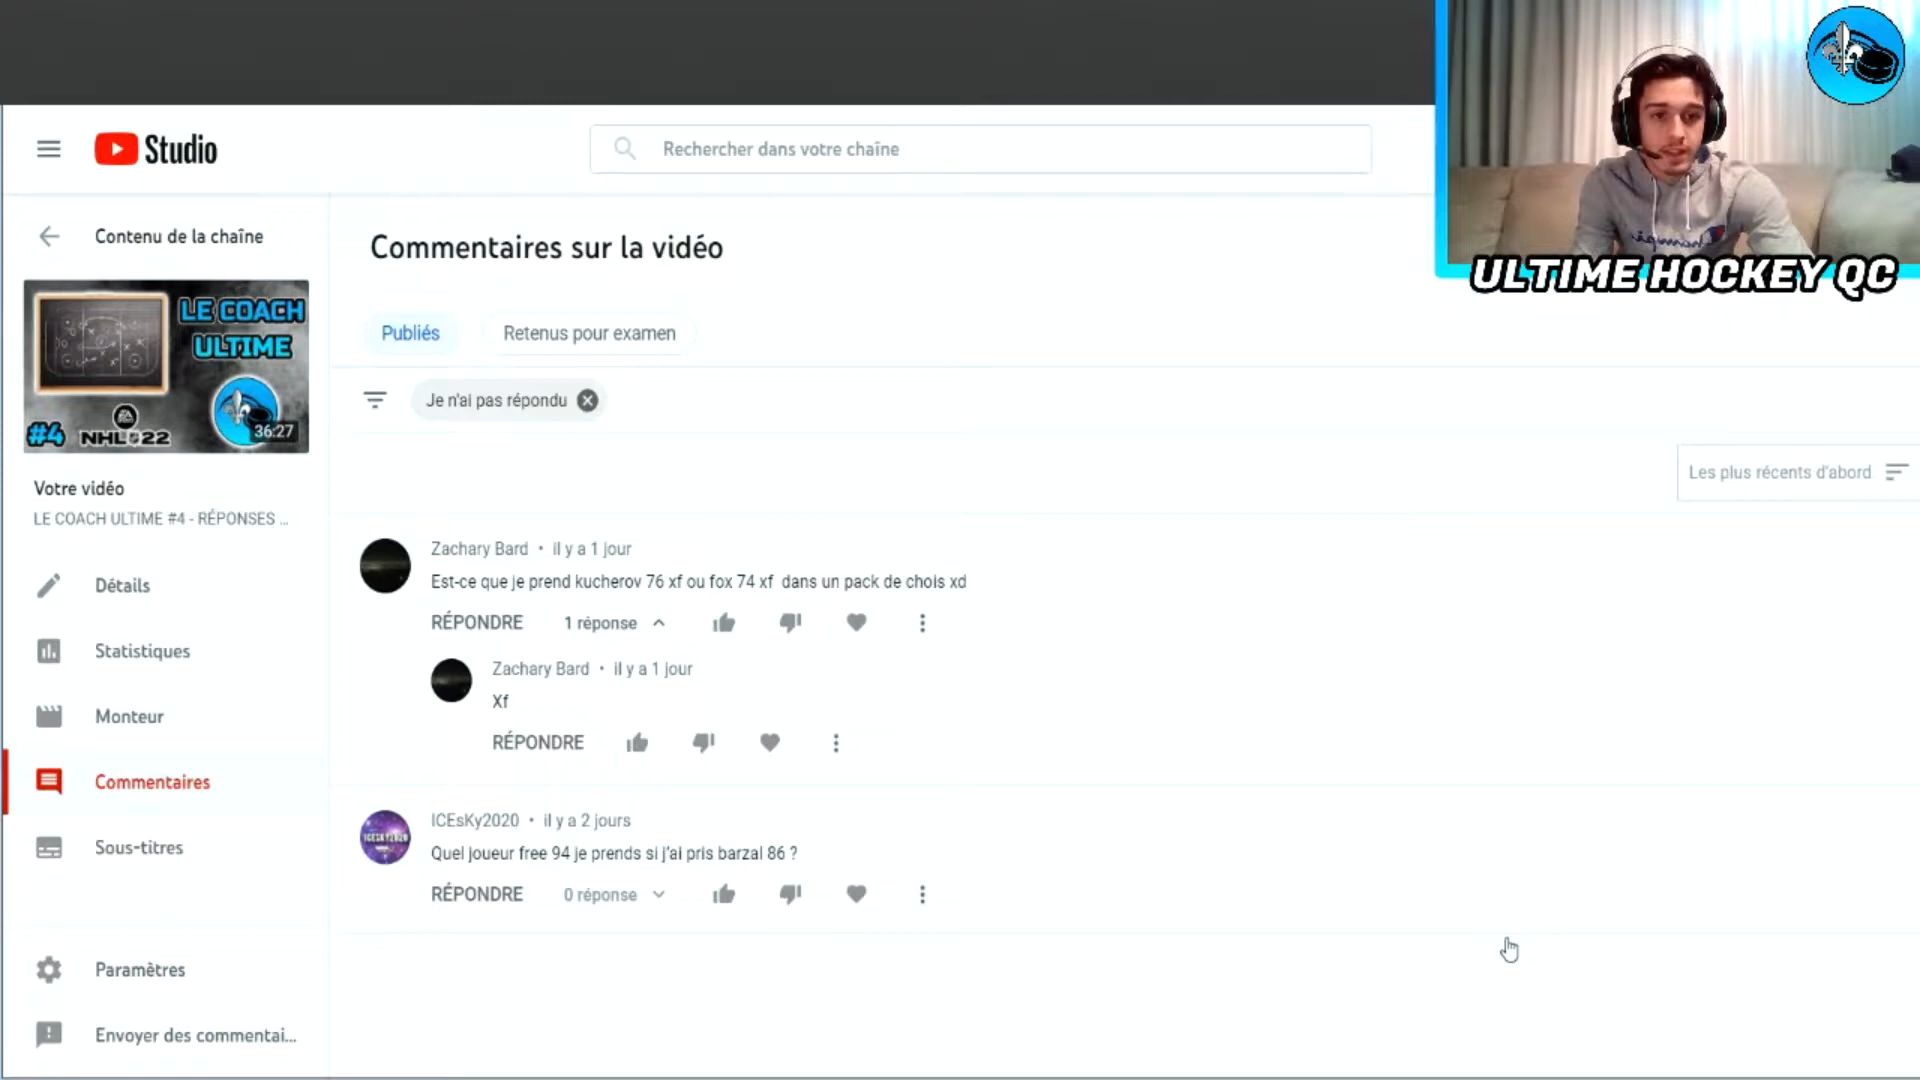 Studio
Rechercher dans votre chaîne
ULTIME HOCKEY QC
Contenu de la chaîne
LE COACH
ULTIME
#4
NHL 22
36:27
Votre vidéo
LE COACH ULTIME #4 - RÉPONSES ...
Détails
Statistiques
Monteur
Commentaires
Sous-titres
Paramètres
Envoyer des commentai...
Commentaires sur la vidéo
Publiés
Retenus pour examen
Je n'ai pas répondu
Les plus récents d'abord
Zachary Bard • il y a 1 jour
Est-ce que je prend kucherov 76 xf ou fox 74 xf dans un pack de chois xd
RÉPONDRE 1 réponse
Zachary Bard • il y a 1 jour
Xf
RÉPONDRE
ICEsKy2020 • il y a 2 jours
Quel joueur free 94 je prends si j'ai pris barzal 86 ?
RÉPONDRE 0 réponse